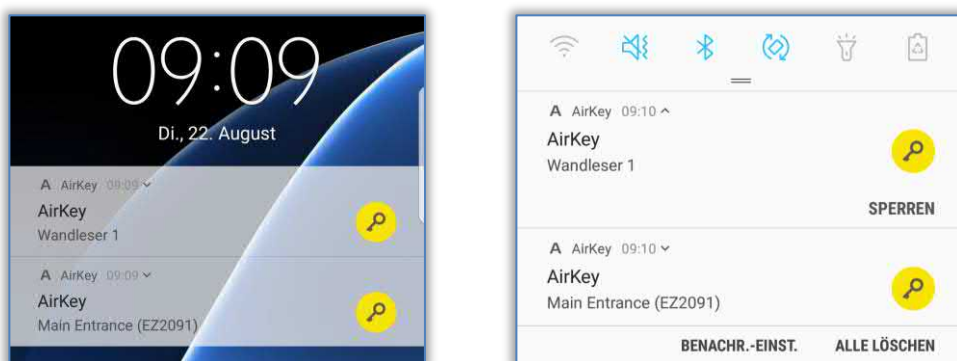 09:09
Di., 22. August
A AirKey 09:09
AirKey
Wandleser 1
A AirKey 09:09
AirKey
Main Entrance (EZ2091)
A AirKey 09:10
AirKey
Wandleser 1
SPERREN
A AirKey 09:10
AirKey
Main Entrance (EZ2091)
BENACHR.-EINST. ALLE LÖSCHEN